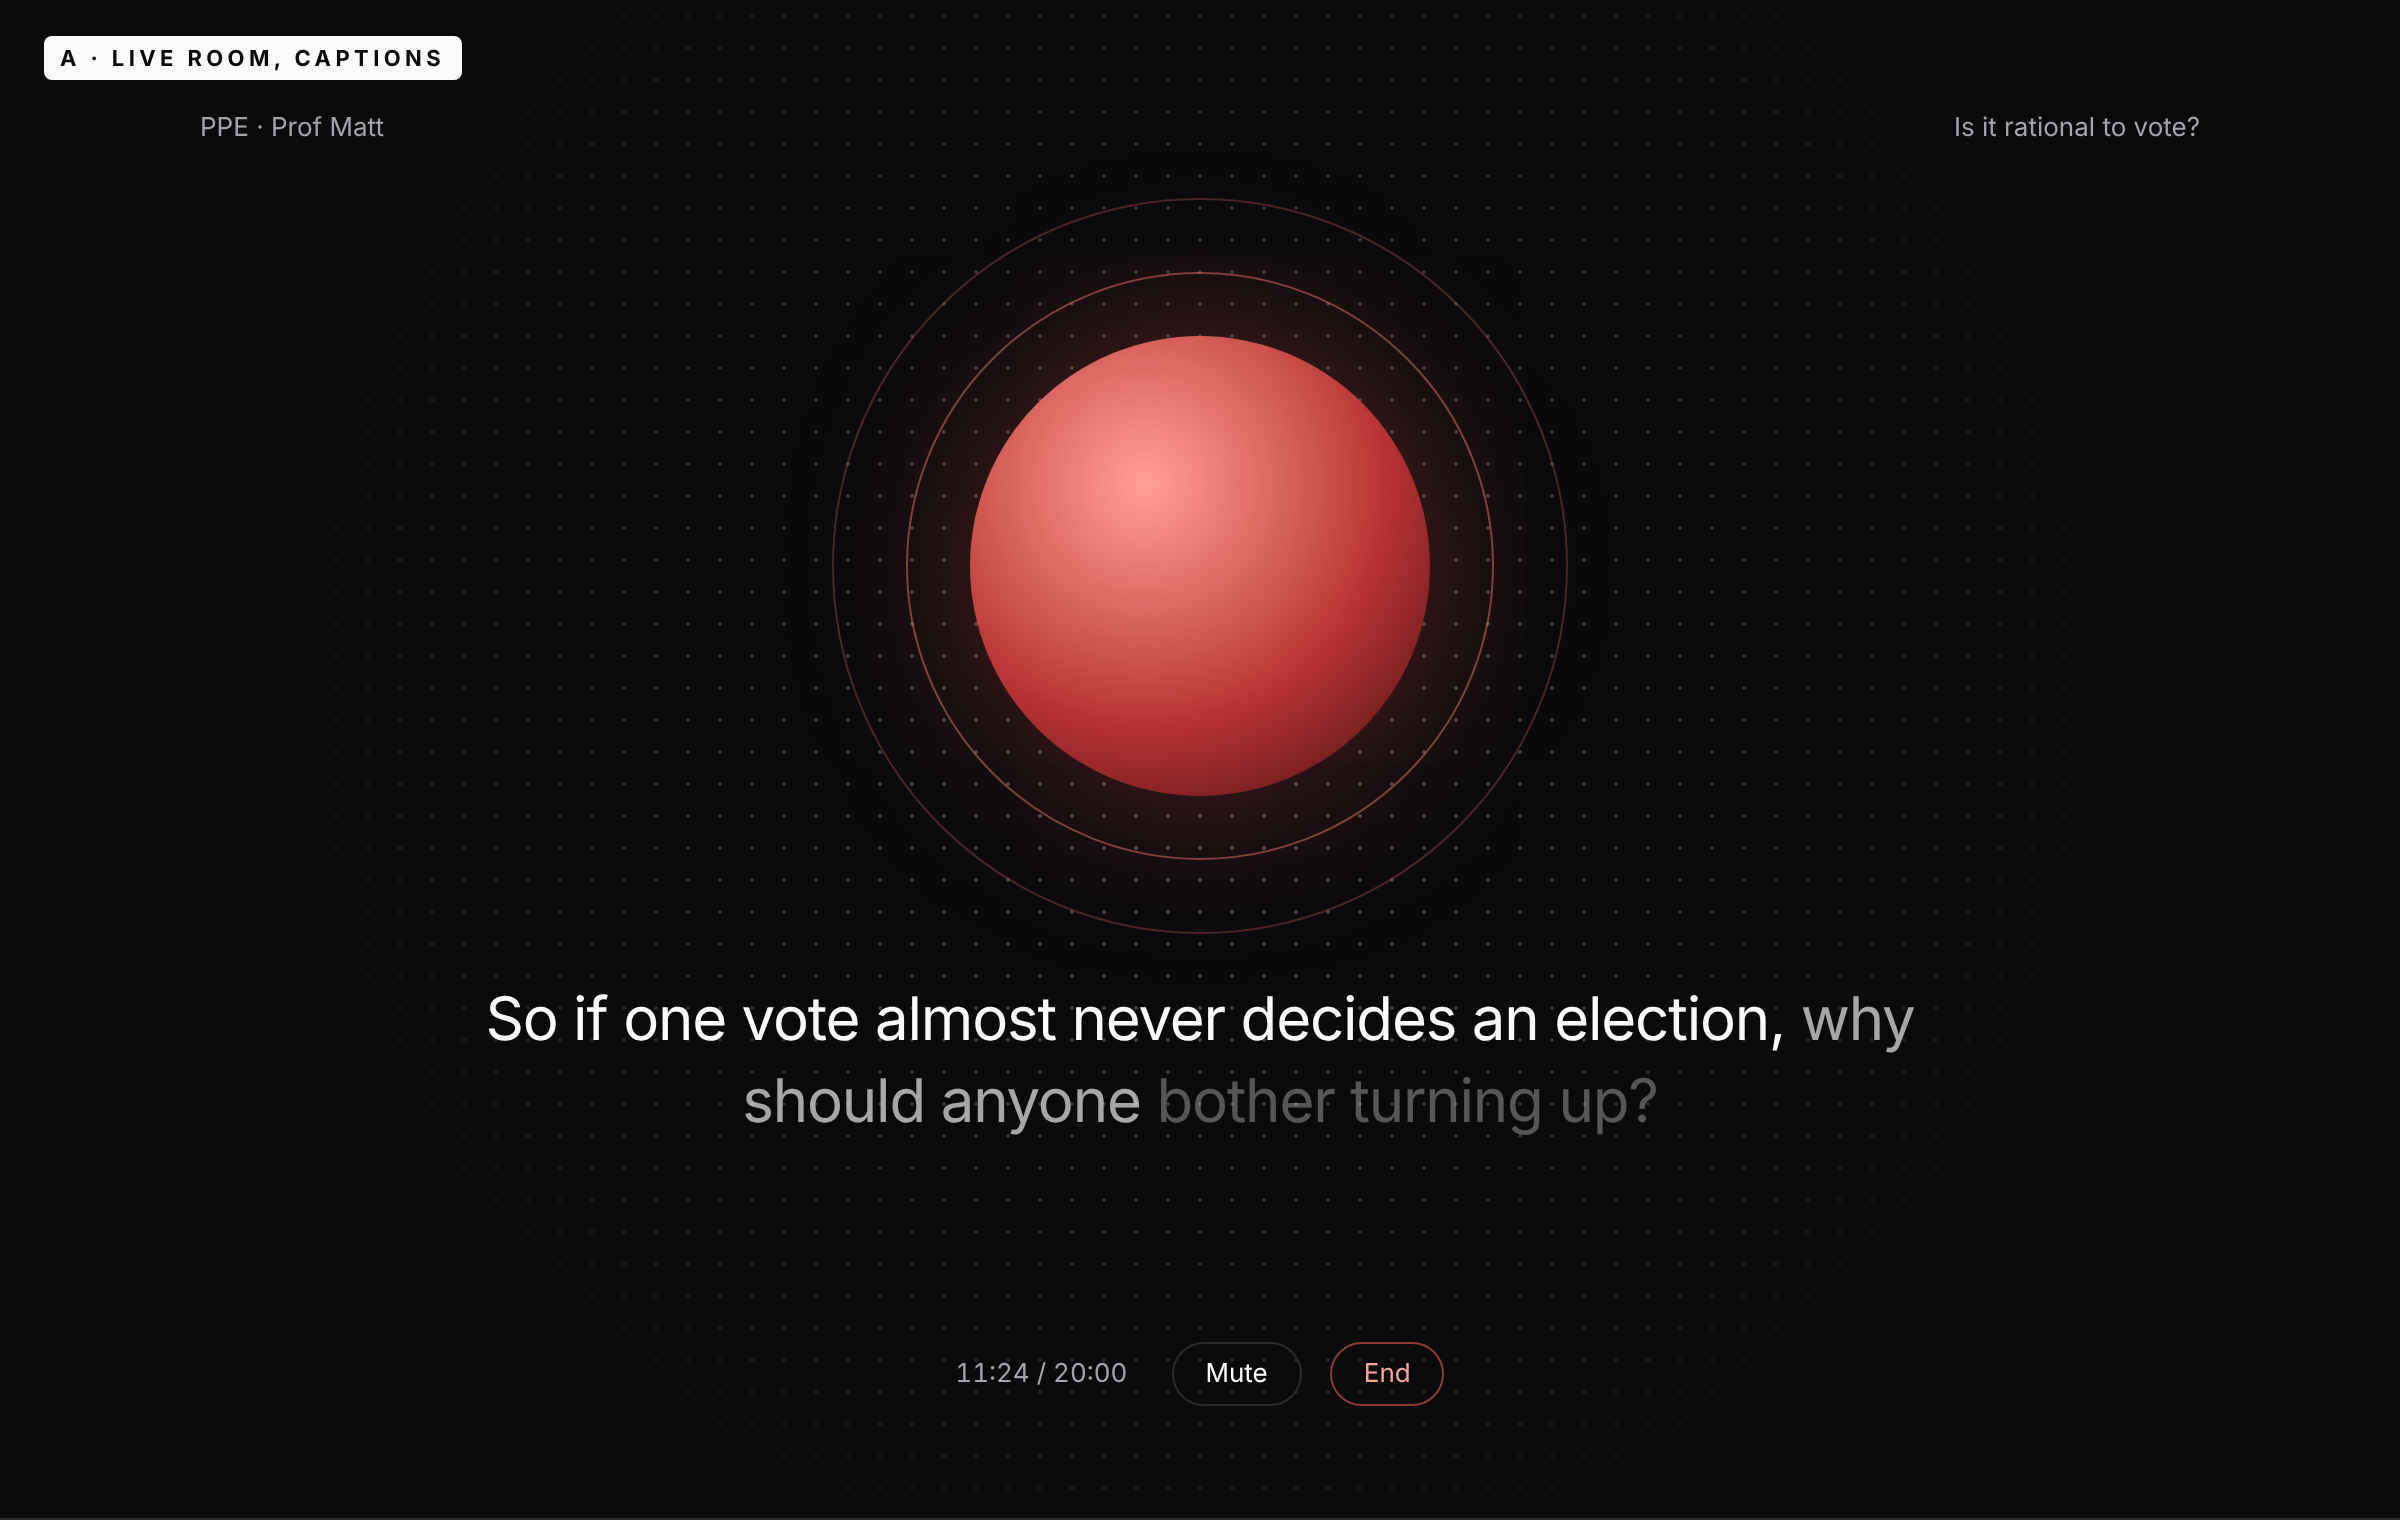 A · LIVE ROOM, CAPTIONS
PPE · Prof Matt
Is it rational to vote?
So if one vote almost never decides an election, why
should anyone bother turning up?
11:24 / 20:00
Mute
End